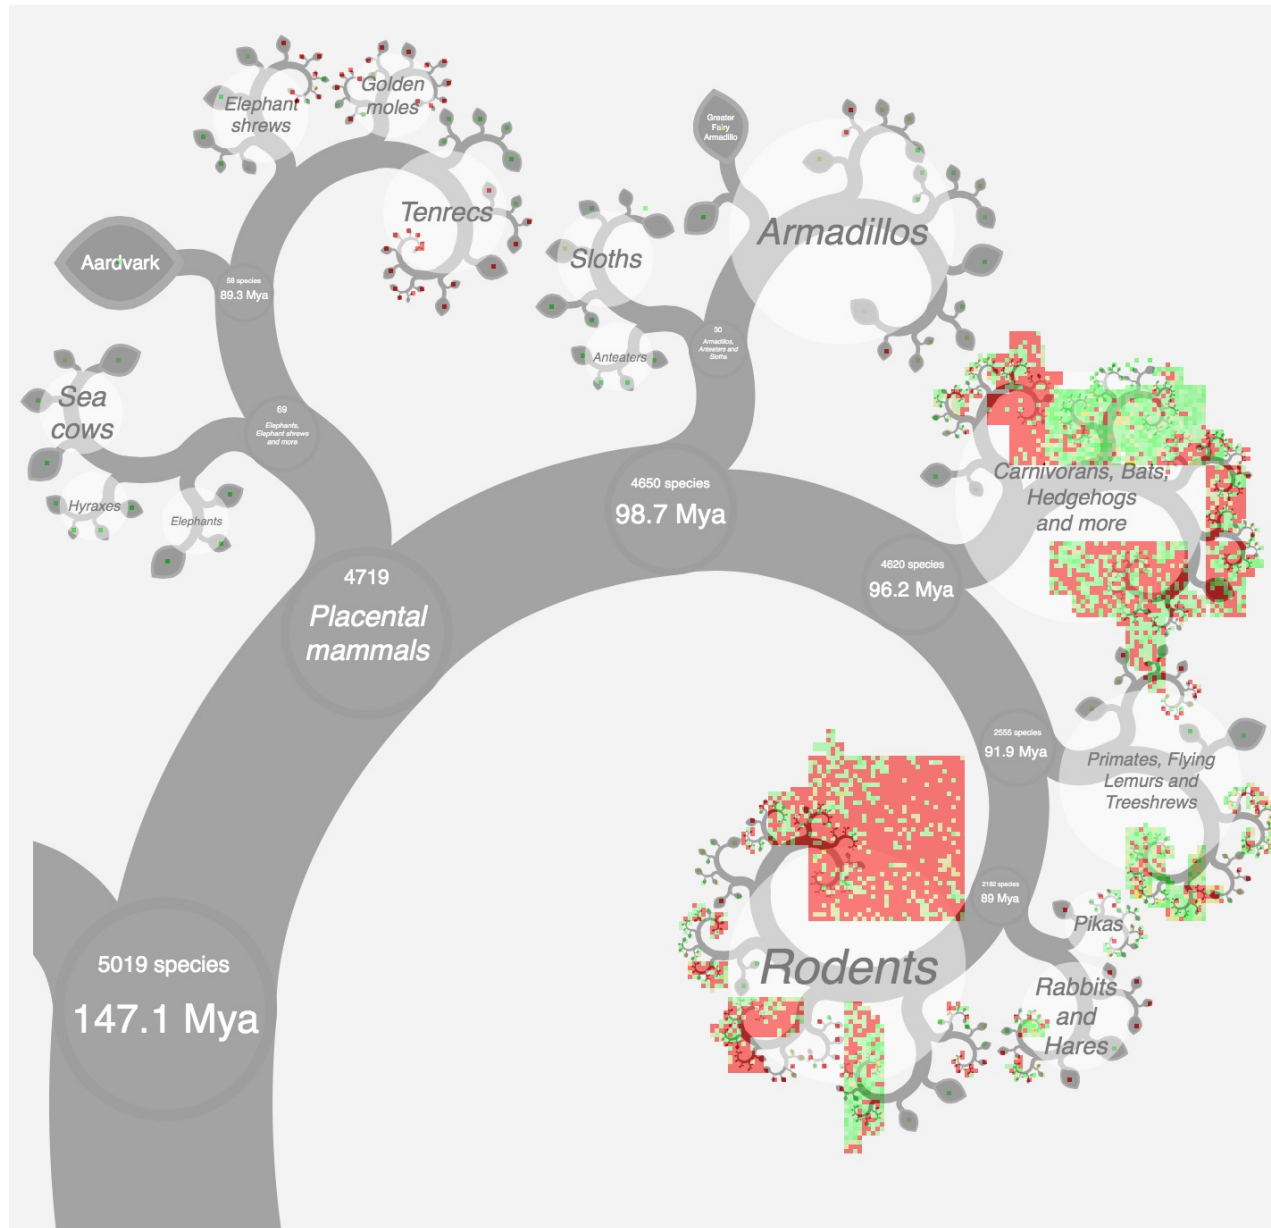 Elephant
shrews
Golden
moles
Tenrecs
Aardvark
58 species
89.3 Mya
Sea
cows
69
Elephants,
Elephant shrews
and more
Hyraxes
Elephants
Greater
Fairy
Armadillo
Armadillos
Sloths
Anteaters
30
Armadillos,
Anteaters and
Sloths
4719
Placental
mammals
4650 species
98.7 Mya
4620 species
96.2 Mya
Carnivorans, Bats,
Hedgehogs
and more
2555 species
91.9 Mya
Primates, Flying
Lemurs and
Treeshrews
2182 species
89 Mya
Pikas
Rabbits
and
Hares
Rodents
5019 species
147.1 Mya